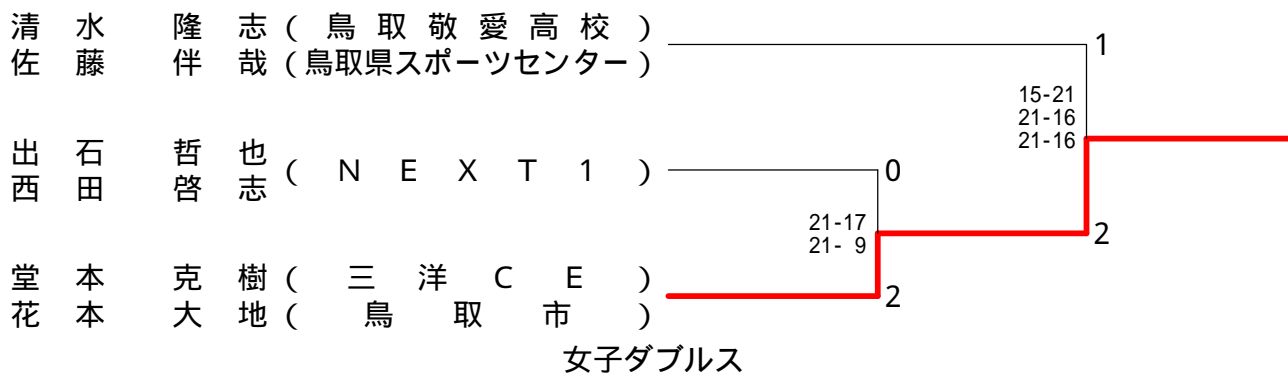 清水 隆志 (鳥取敬愛高校)
佐藤 伴哉 (鳥取県スポーツセンター)
1
15-21
21-16
21-16
出石 哲也
西田 啓志
(NEXT1)
0
21-17
21- 9
2
堂本 克樹 (三洋CE)
花本 大地 (鳥取市)
2
女子ダブルス